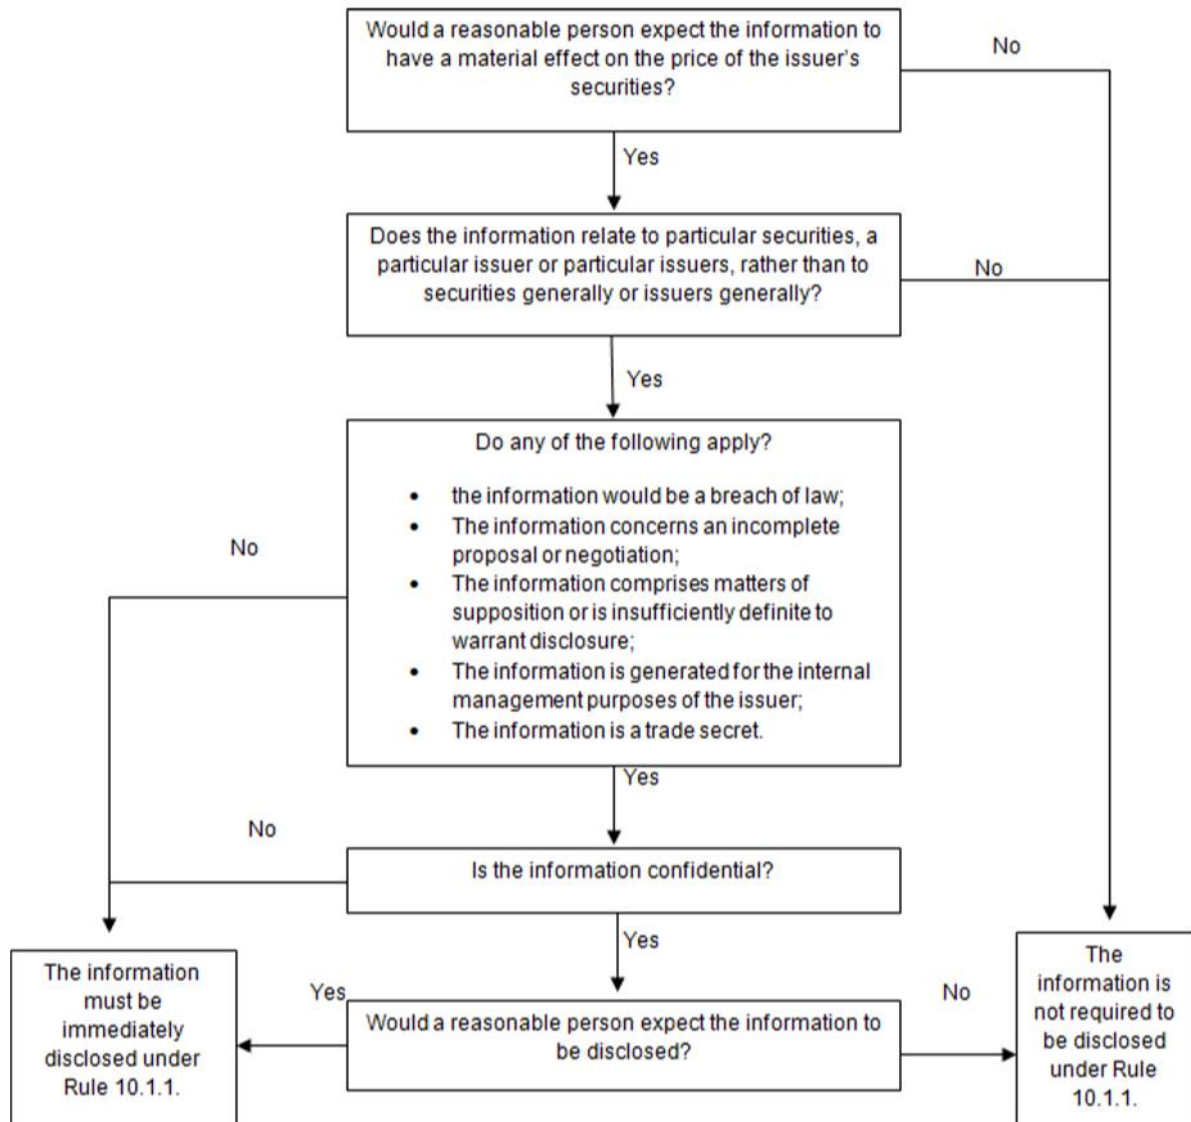 Would a reasonable person expect the information to
have a material effect on the price of the issuer's
securities?
No
Yes
Does the information relate to particular securities, a
particular issuer or particular issuers, rather than to
securities generally or issuers generally?
No
Yes
Do any of the following apply?
• the information would be a breach of law;
• The information concerns an incomplete
proposal or negotiation;
• The information comprises matters of
supposition or is insufficiently definite to
warrant disclosure;
• The information is generated for the internal
management purposes of the issuer;
• The information is a trade secret.
No
Yes
No
Is the information confidential?
Yes
The information
must be
immediately
disclosed under
Rule 10.1.1.
Yes
Would a reasonable person expect the information to
be disclosed?
No
The
information is
not required to
be disclosed
under Rule
10.1.1.